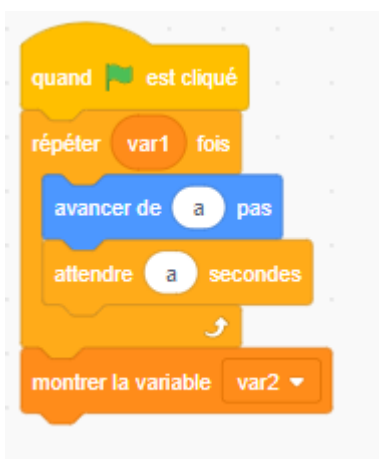 quand est cliqué
répéter var1 fois
avancer de a pas
attendre a secondes
montrer la variable var2